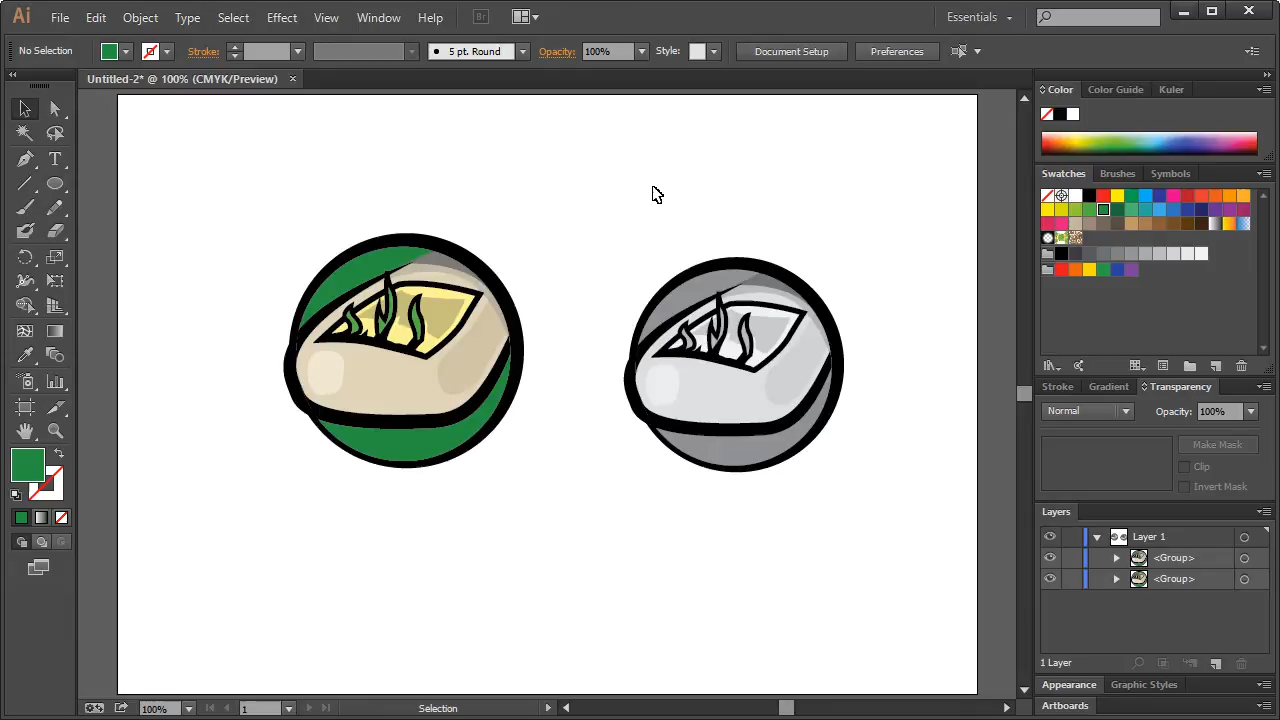 Ai File Edit Object Type Select Effect View Window Help Br Essentials
No Selection Stroke: 5 pt. Round Opacity: 100% Style: Document Setup Preferences
Untitled-2* @ 100% (CMYK/Preview)
Color Color Guide Kuler
Swatches Brushes Symbols
Stroke Gradient Transparency
Normal Opacity: 100%
Make Mask
Clip
Invert Mask
Layers
Layer 1
<Group>
<Group>
1 Layer
Appearance Graphic Styles
Artboards
100% 1 Selection